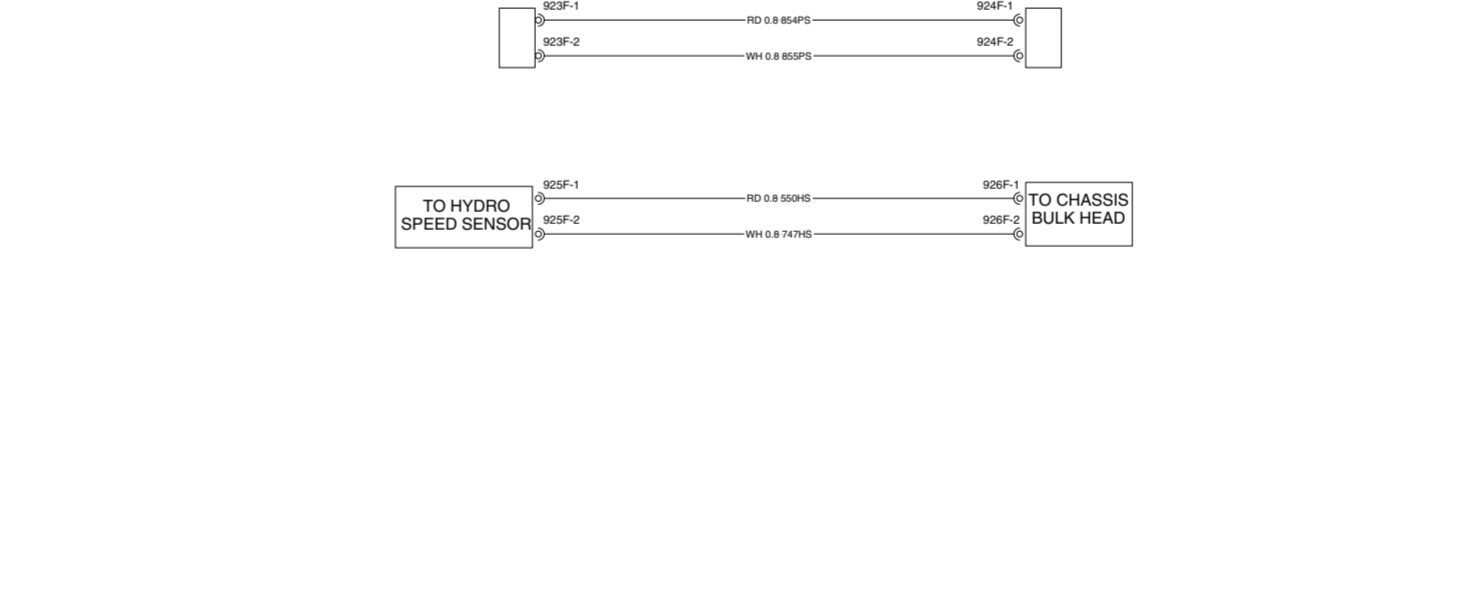 923F-1
924F-1
RD 0.8 854PS
923F-2
924F-2
WH 0.8 855PS
925F-1
926F-1
RD 0.8 550HS
TO HYDRO
SPEED SENSOR
TO CHASSIS
BULK HEAD
925F-2
926F-2
WH 0.8 747HS